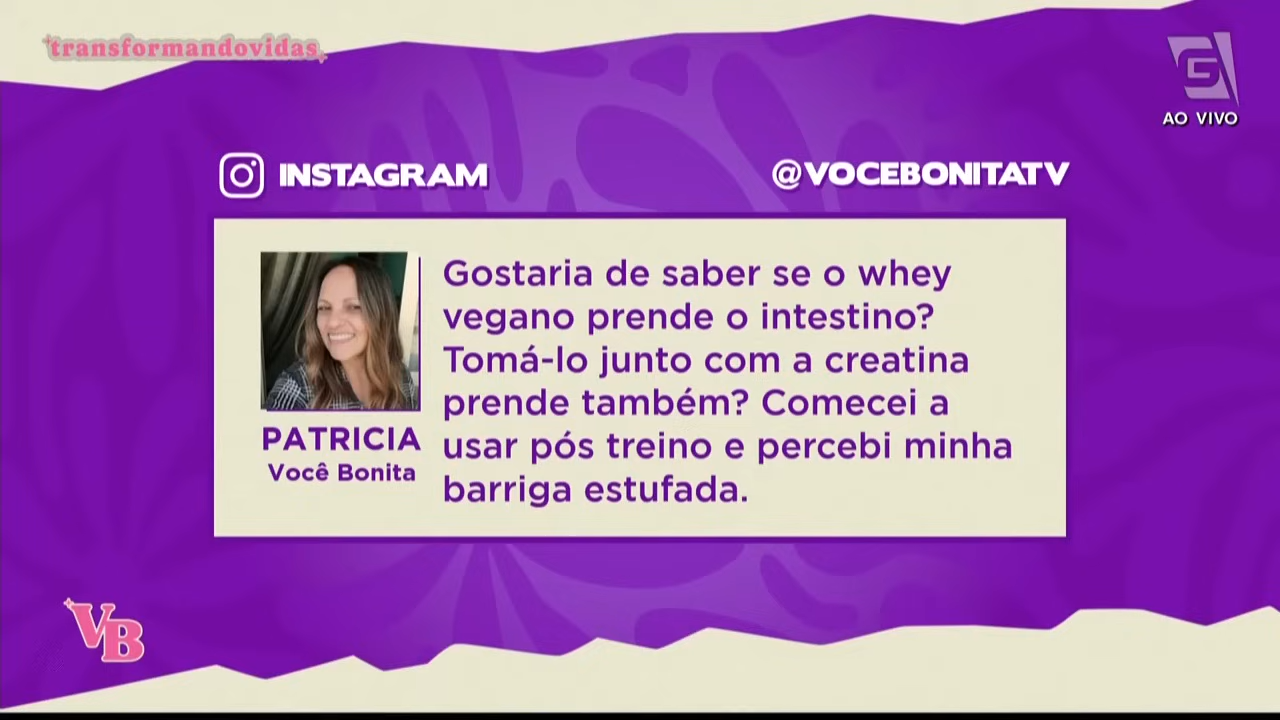 transformandovidas
G
AO VIVO
INSTAGRAM
@VOCEBONITATV
Gostaria de saber se o whey
vegano prende o intestino?
Tomá-lo junto com a creatina
prende também? Comecei a
usar pós treino e percebi minha
barriga estufada.
PATRICIA
Você Bonita
VB